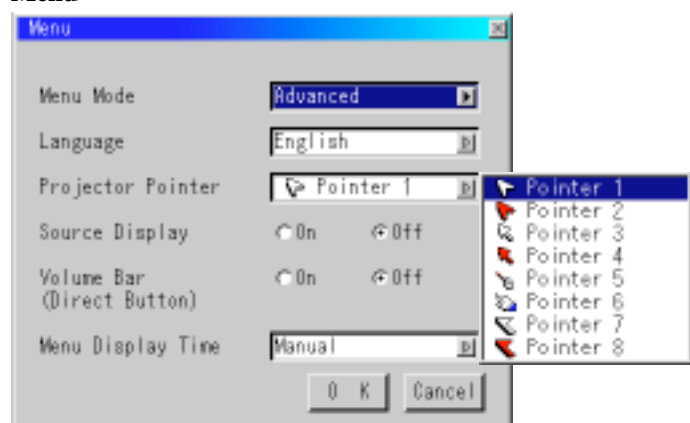 Menu
Menu
Menu Mode Advanced
Language English
Projector Pointer Pointer 1
Source Display On Off
Volume Bar On Off
(Direct Button)
Menu Display Time Manual
O K Cancel
Pointer 1
Pointer 2
Pointer 3
Pointer 4
Pointer 5
Pointer 6
Pointer 7
Pointer 8